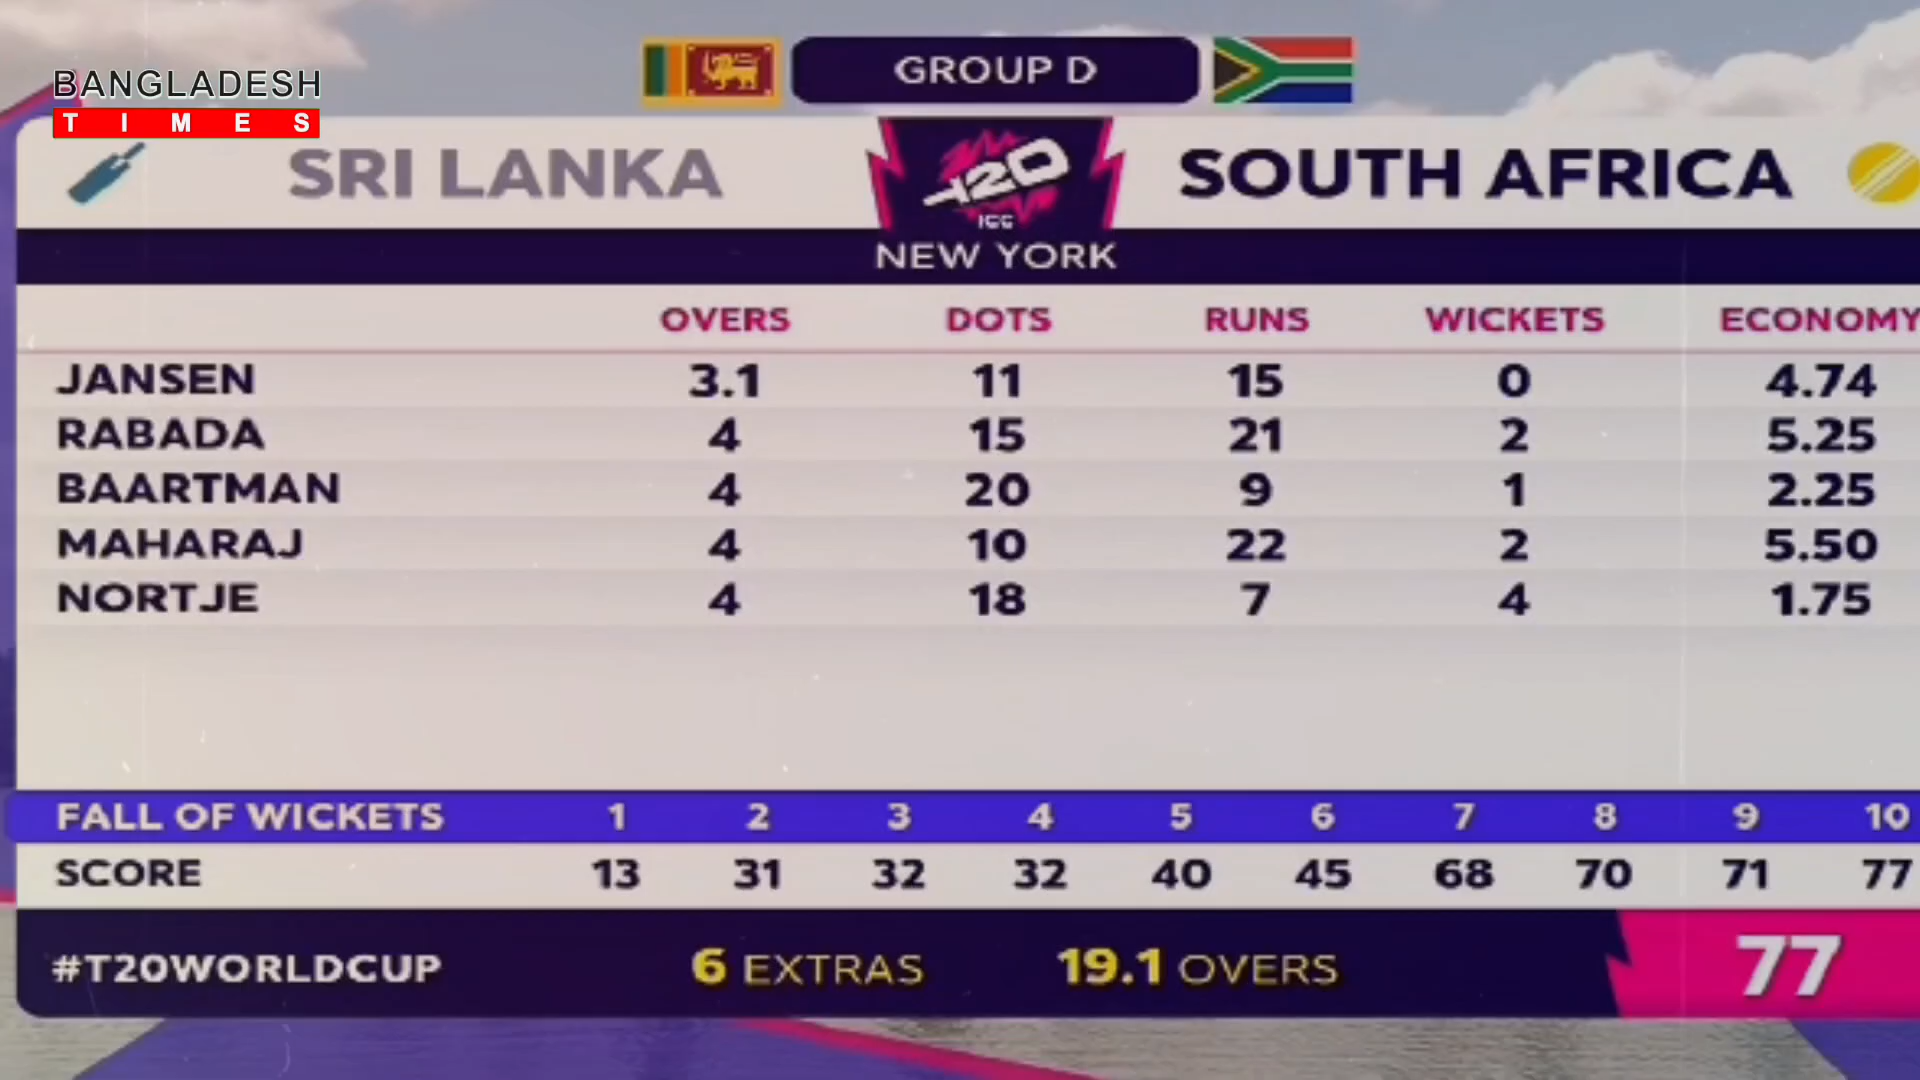 BANGLADESH
TIMES
GROUP D
SRI LANKA
T20
ICC
SOUTH AFRICA
NEW YORK
OVERS DOTS RUNS WICKETS ECONOMY
JANSEN 3.1 11 15 0 4.74
RABADA 4 15 21 2 5.25
BAARTMAN 4 20 9 1 2.25
MAHARAJ 4 10 22 2 5.50
NORTJE 4 18 7 4 1.75
FALL OF WICKETS 1 2 3 4 5 6 7 8 9 10
SCORE 13 31 32 32 40 45 68 70 71 77
#T20WORLDCUP 6 EXTRAS 19.1 OVERS 77